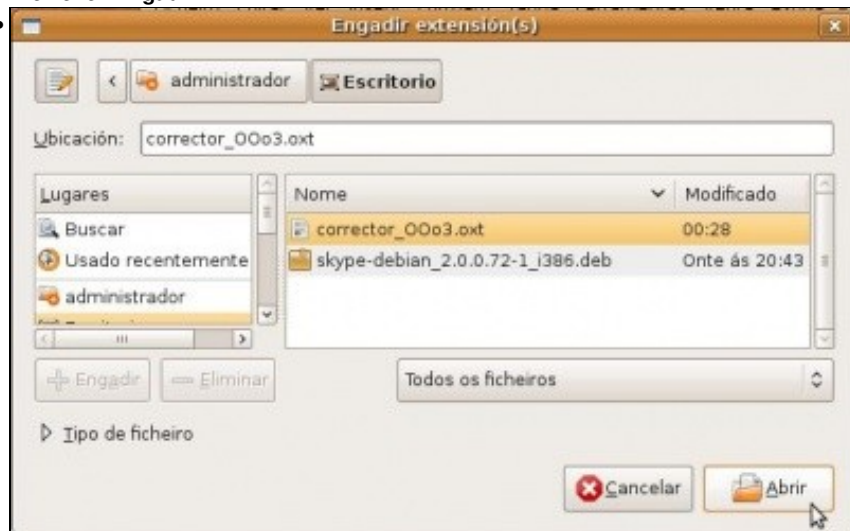 Engadir extensión(s)
administrador Escritorio
Ubicación: corrector_OOo3.oxt
Lugares Nome Modificado
Buscar corrector_OOo3.oxt 00:28
Usado recentemente skype-debian_2.0.0.72-1_i386.deb Onte ás 20:43
administrador
Engadir Eliminar Todos os ficheiros
Tipo de ficheiro
Cancelar Abrir